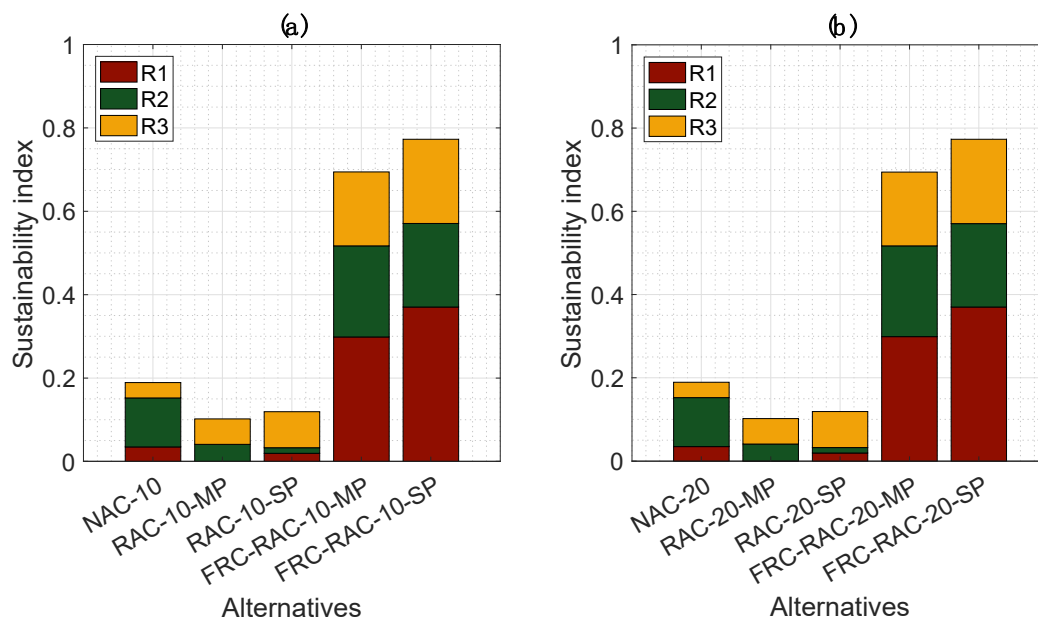 (a)
1
0.8
0.6
0.4
0.2
0
Sustainability index
R1
R2
R3
NAC-10
RAC-10-MP
RAC-10-SP
FRC-RAC-10-MP
FRC-RAC-10-SP
Alternatives
(b)
1
0.8
0.6
0.4
0.2
0
Sustainability index
R1
R2
R3
NAC-20
RAC-20-MP
RAC-20-SP
FRC-RAC-20-MP
FRC-RAC-20-SP
Alternatives